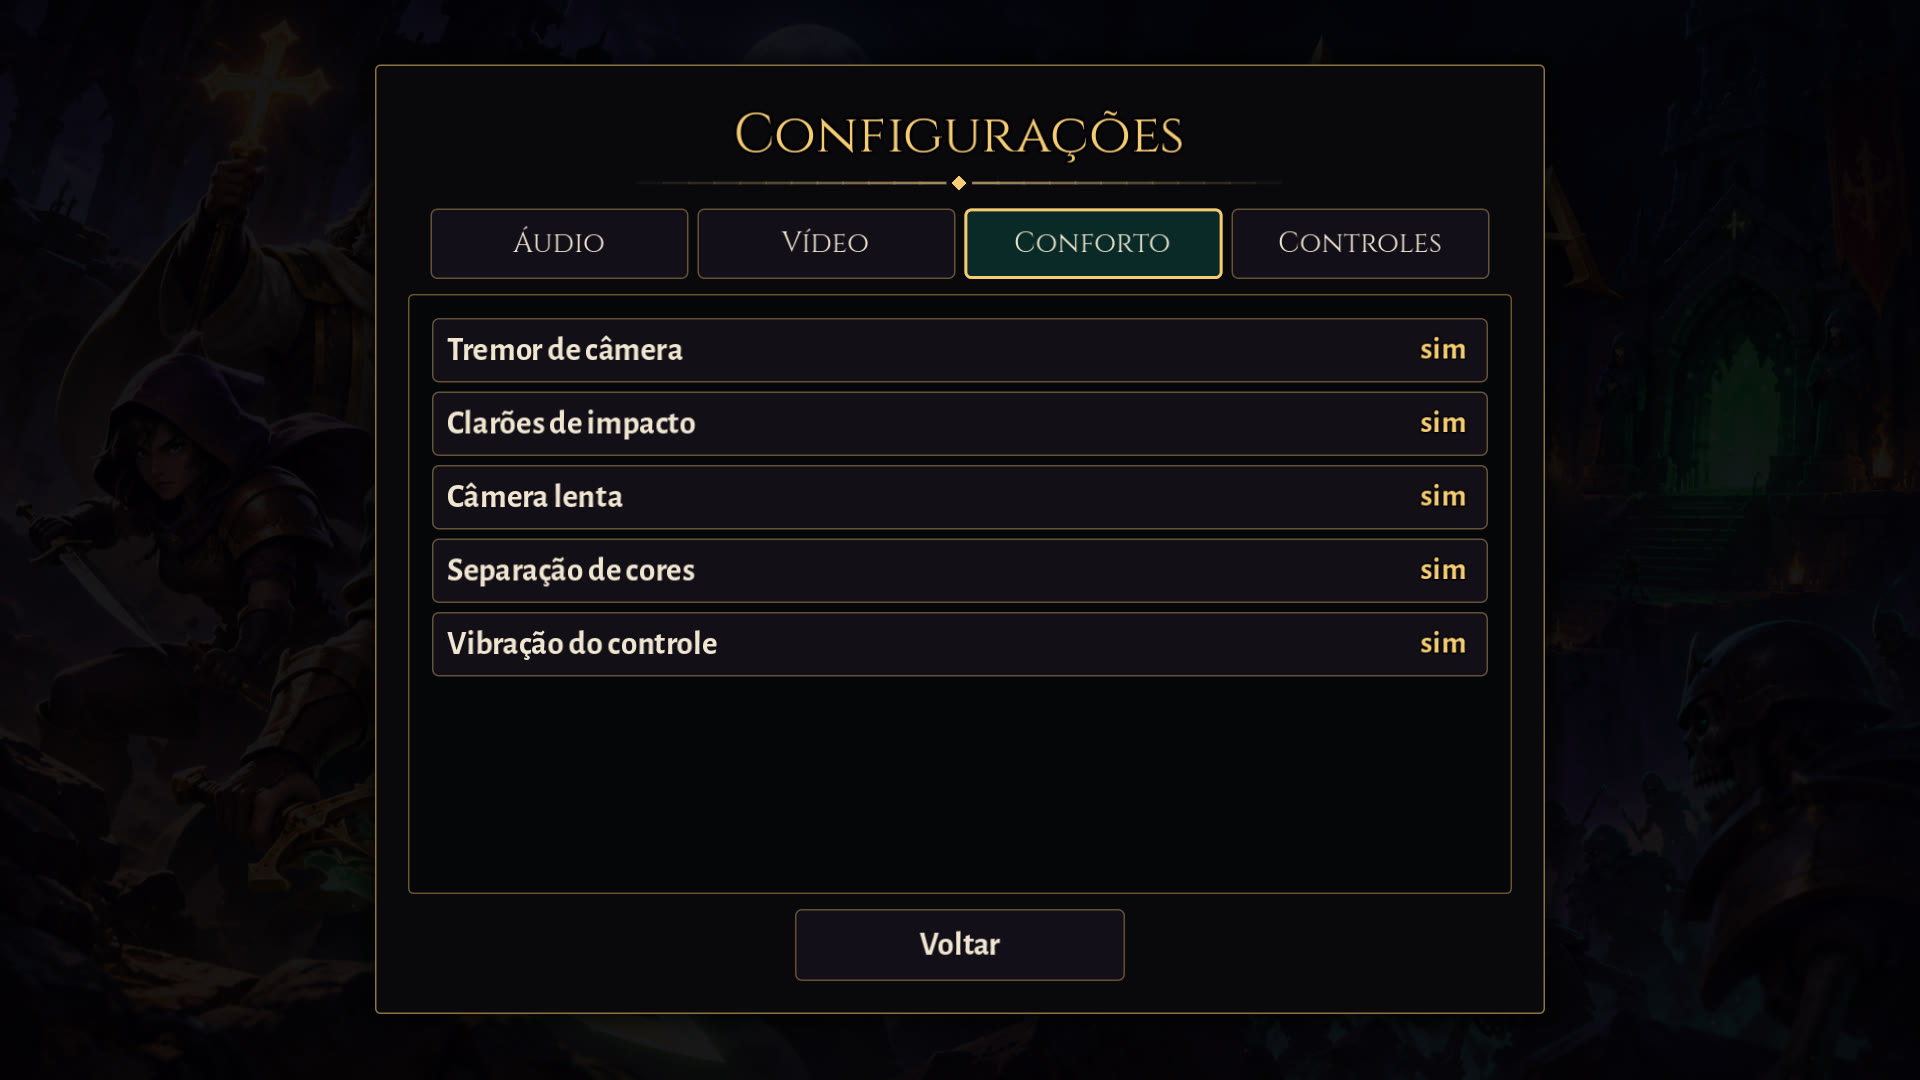 Configurações
Áudio
Vídeo
Conforto
Controles
Tremor de câmera sim
Clarões de impacto sim
Câmera lenta sim
Separação de cores sim
Vibração do controle sim
Voltar